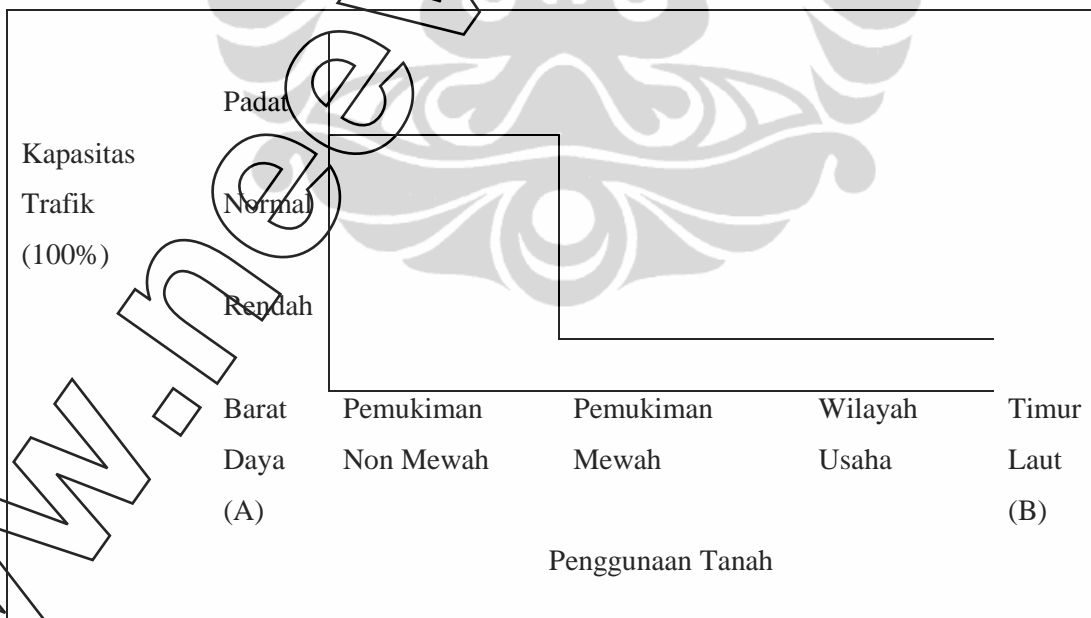 Padat
Kapasitas
Trafik
Normal
(100%)
Rendah
Barat Pemukiman Pemukiman Wilayah Timur
Daya Non Mewah Mewah Usaha Laut
(A) (B)
Penggunaan Tanah
w.nee